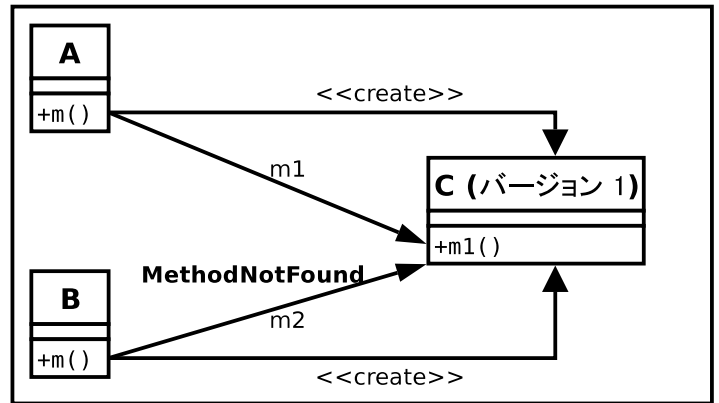 A
+m()
<<create>>
m1
C (バージョン 1)
+m1()
MethodNotFound
B
+m()
m2
<<create>>